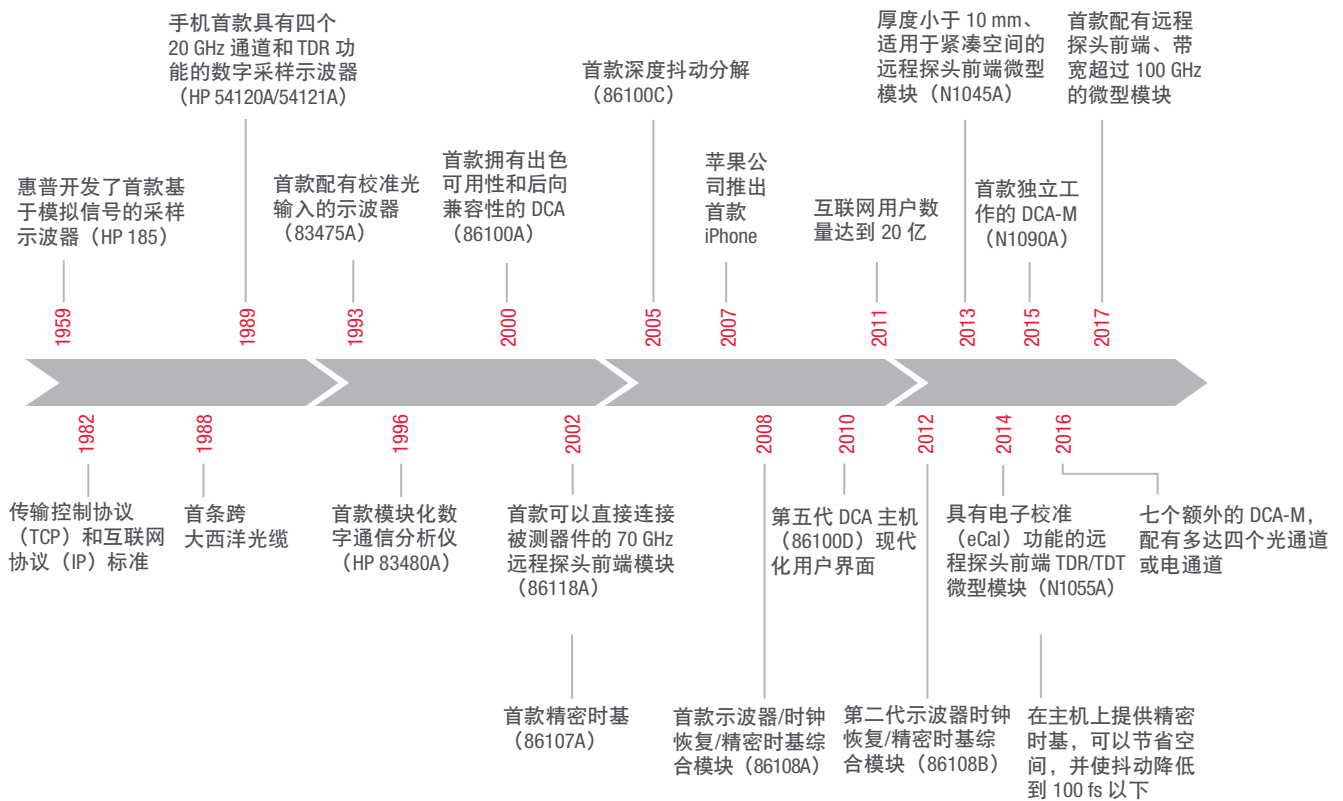 手机首款具有四个
20 GHz 通道和 TDR 功
能的数字采样示波器
（HP 54120A/54121A）
首款深度抖动分解
（86100C）
厚度小于 10 mm、
适用于紧凑空间的
远程探头前端微型
模块（N1045A）
首款配有远程
探头前端、带
宽超过 100 GHz
的微型模块
惠普开发了首款基
于模拟信号的采样
示波器（HP 185）
首款配有校准光
输入的示波器
（83475A）
首款拥有出色
可用性和后向
兼容性的 DCA
（86100A）
苹果公
司推出
首款
iPhone
互联网用户数
量达到 20 亿
首款独立工
作的 DCA-M
（N1090A）
1959
1989
1993
2000
2005
2007
2011
2013
2015
2017
1982
1988
1996
2002
2008
2010
2012
2014
2016
传输控制协议
（TCP）和互联网
协议（IP）标准
首条跨
大西洋光缆
首款模块化数
字通信分析仪
（HP 83480A）
首款可以直接连接
被测器件的 70 GHz
远程探头前端模块
（86118A）
第五代 DCA 主机
（86100D）现代
化用户界面
具有电子校准
（eCal）功能的远
程探头前端 TDR/TDT
微型模块（N1055A）
七个额外的 DCA-M，
配有多达四个光通道
或电通道
首款精密时基
（86107A）
首款示波器/时钟
恢复/精密时基综
合模块（86108A）
第二代示波器时钟
恢复/精密时基综
合模块（86108B）
在主机上提供精密
时基，可以节省空
间，并使抖动降低
到 100 fs 以下